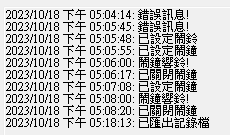 2023/10/18 下午 05:04:14: 錯誤訊息!
2023/10/18 下午 05:05:45: 錯誤訊息!
2023/10/18 下午 05:05:48: 已設定鬧鈴
2023/10/18 下午 05:05:55: 已設定鬧鐘
2023/10/18 下午 05:06:00: 鬧鐘響鈴!
2023/10/18 下午 05:06:17: 已關閉鬧鐘
2023/10/18 下午 05:07:08: 已設定鬧鐘
2023/10/18 下午 05:08:00: 鬧鐘響鈴!
2023/10/18 下午 05:08:20: 已關閉鬧鐘
2023/10/18 下午 05:18:13: 已匯出記錄檔